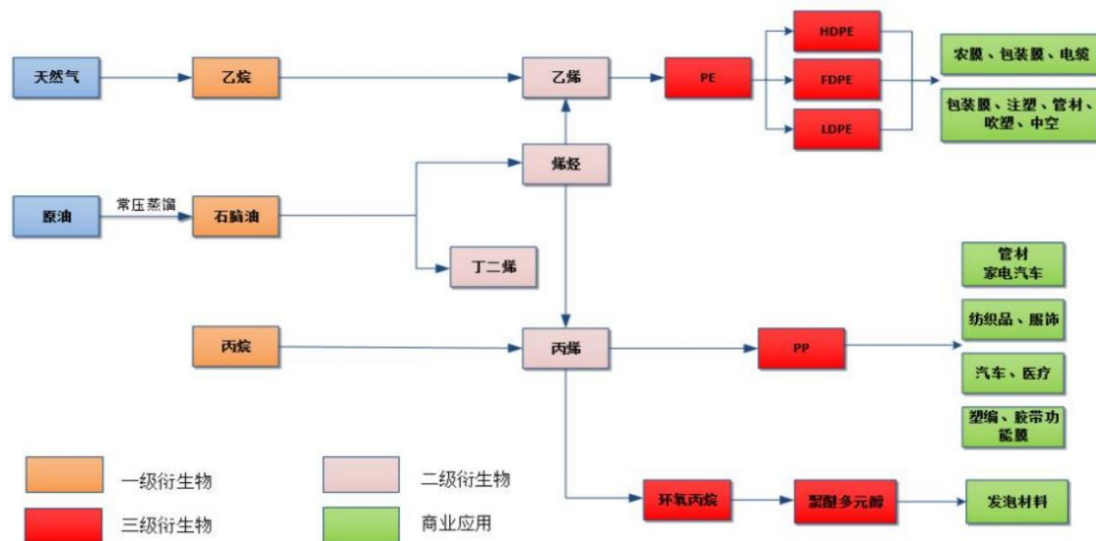 HDPE
农膜、包装膜、电缆
天然气
乙烷
乙烯
PE
FDPE
包装膜、注塑、管材、
吹塑、中空
LDPE
烯烃
原油
常压蒸馏
石脑油
丁二烯
管材
家电汽车
纺织品、服饰
丙烷
丙烯
PP
汽车、医疗
塑编、胶带功
能膜
一级衍生物
二级衍生物
环氧丙烷
聚醚多元醇
发泡材料
三级衍生物
商业应用